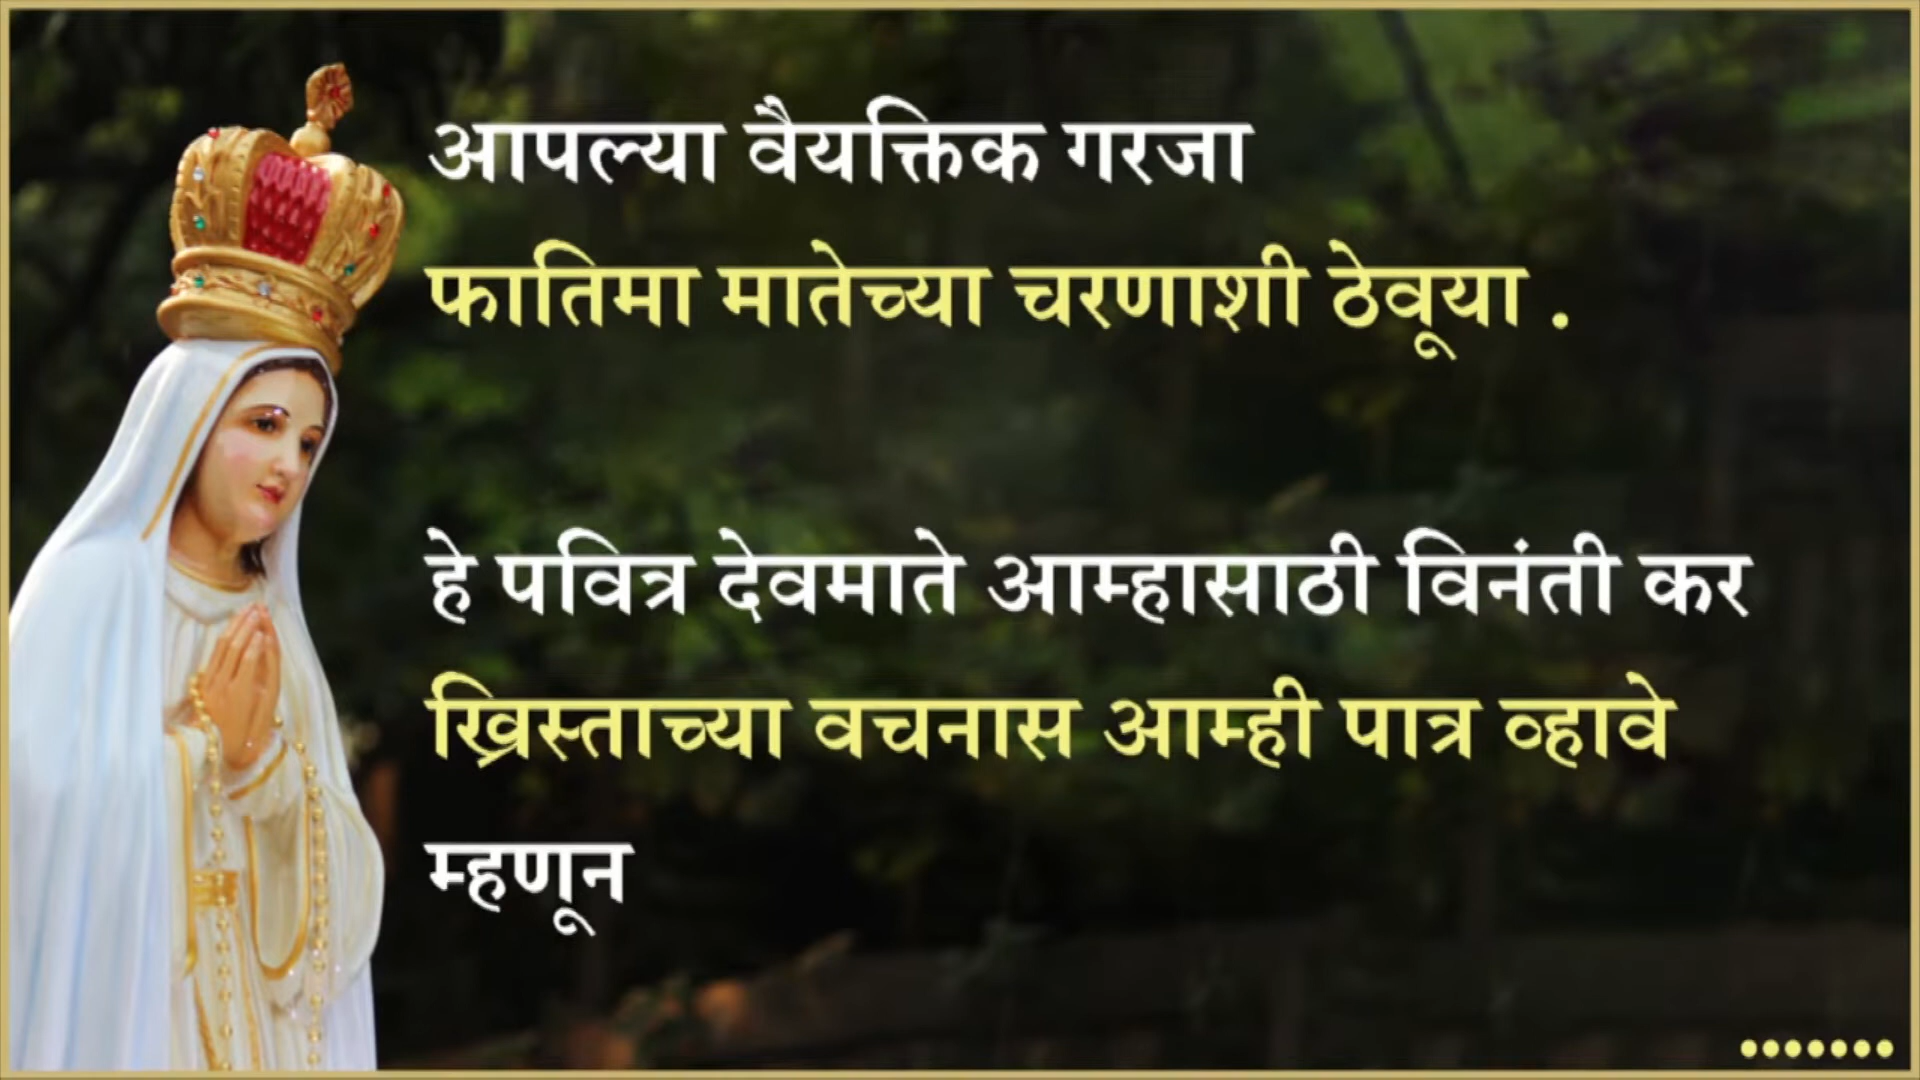 आपल्या वैयक्तिक गरजा
फातिमा मातेच्या चरणाशी ठेवूया .
हे पवित्र देवमाते आम्हासाठी विनंती कर
ख्रिस्ताच्या वचनास आम्ही पात्र व्हावे
म्हणून